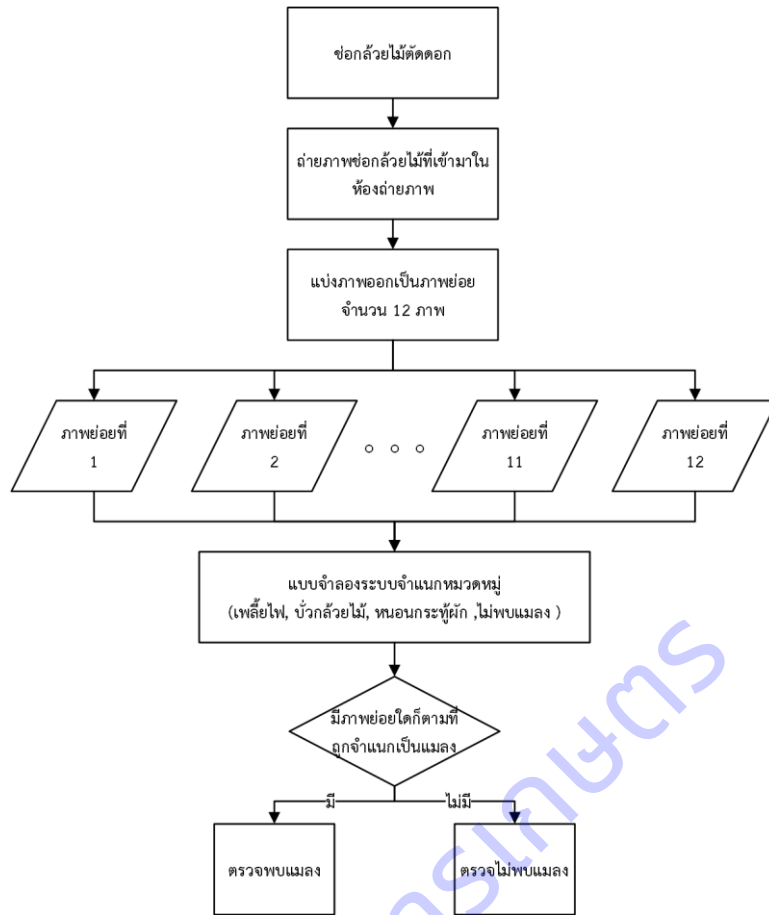 ช่อกล้วยไม้ตัดดอก
ถ่ายภาพช่อกล้วยไม้ที่เข้ามาใน
ห้องถ่ายภาพ
แบ่งภาพออกเป็นภาพย่อย
จำนวน 12 ภาพ
ภาพย่อยที่
1
ภาพย่อยที่
2
ภาพย่อยที่
11
ภาพย่อยที่
12
แบบจำลองระบบจำแนกหมวดหมู่
(เพลี้ยไฟ, บั่วกล้วยไม้, หนอนกระทู้ผัก ,ไม่พบแมลง )
มีภาพย่อยใดก็ตามที่
ถูกจำแนกเป็นแมลง
มี
ไม่มี
ตรวจพบแมลง
ตรวจไม่พบแมลง